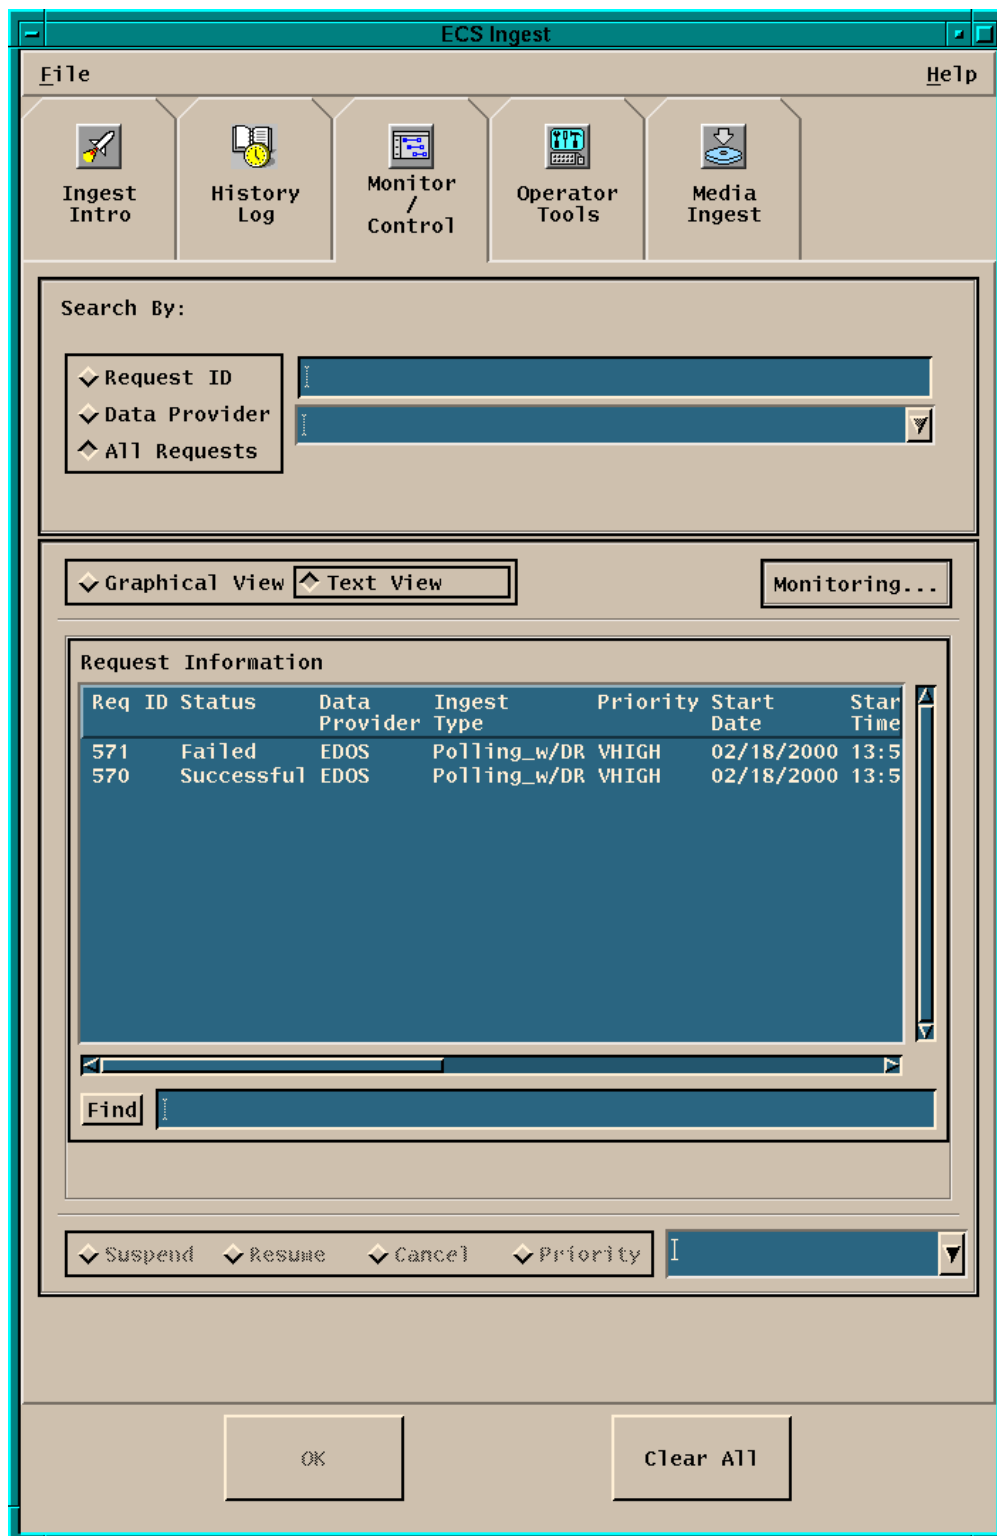 ECS Ingest
File Help
Ingest Intro
History Log
Monitor / Control
Operator Tools
Media Ingest
Search By:
Request ID
Data Provider
All Requests
Graphical View Text View Monitoring...
Request Information
Req ID Status Data Provider Ingest Type Priority Start Date Star Time
571 Failed EDOS Polling_w/DR VHIGH 02/18/2000 13:5
570 Successful EDOS Polling_w/DR VHIGH 02/18/2000 13:5
Find
Suspend Resume Cancel Priority
OK Clear All